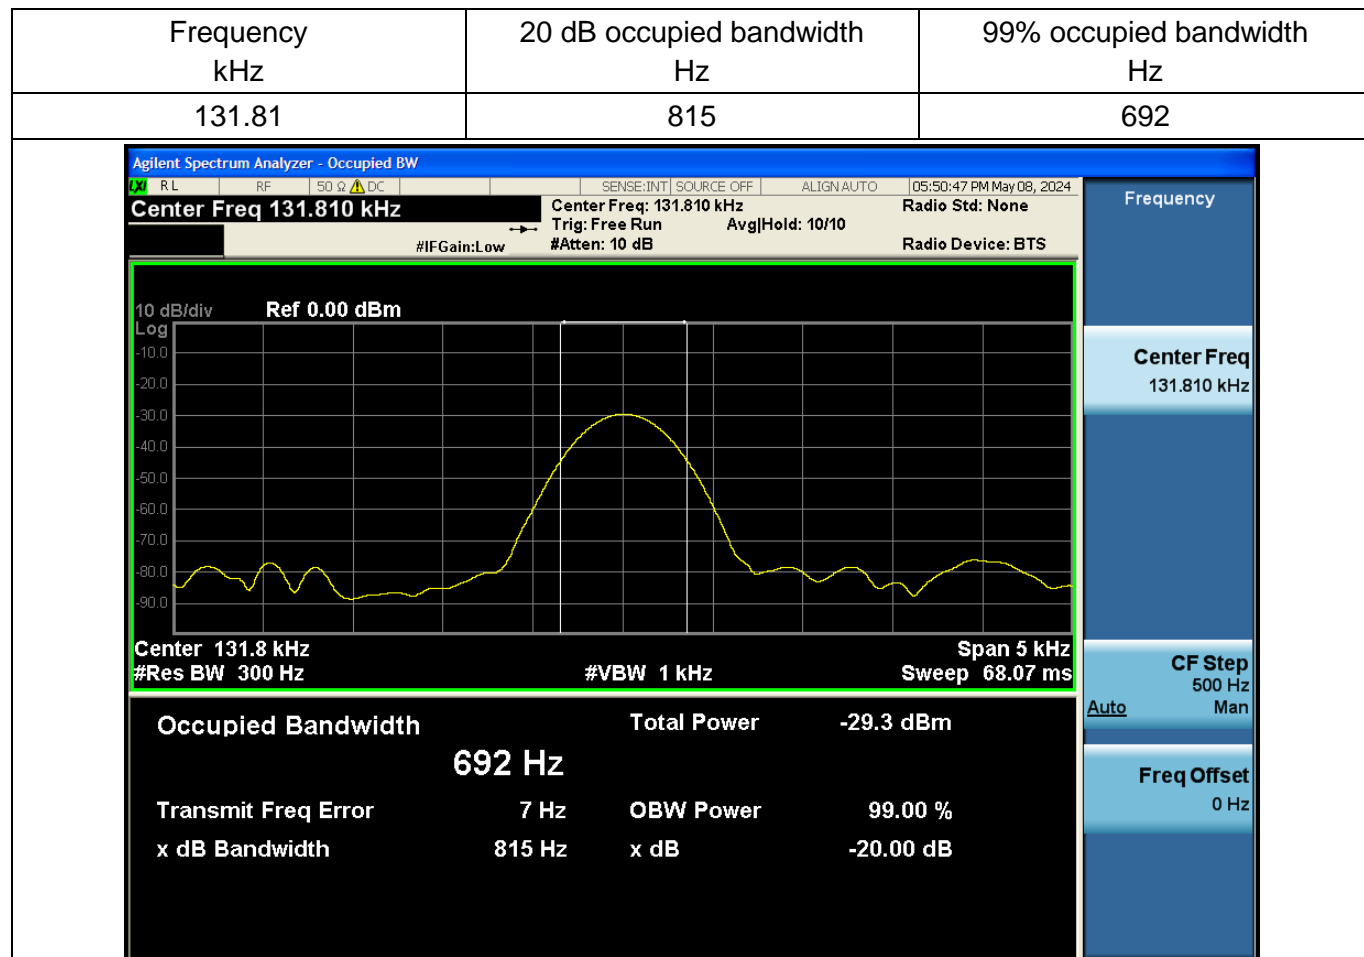 Frequency 20 dB occupied bandwidth 99% occupied bandwidth
kHz Hz Hz
131.81 815 692
Agilent Spectrum Analyzer - Occupied BW
LXI RL RF 50 Ω DC SENSE:INT SOURCE OFF ALIGN AUTO 05:50:47 PM May 08, 2024
Center Freq 131.810 kHz Center Freq: 131.810 kHz Radio Std: None
Trig: Free Run Avg|Hold: 10/10
#IFGain:Low #Atten: 10 dB Radio Device: BTS
Frequency
10 dB/div Ref 0.00 dBm
Log
-10.0
-20.0
-30.0
-40.0
-50.0
-60.0
-70.0
-80.0
-90.0
Center 131.8 kHz Span 5 kHz
#Res BW 300 Hz #VBW 1 kHz Sweep 68.07 ms
Occupied Bandwidth Total Power -29.3 dBm
692 Hz
Transmit Freq Error 7 Hz OBW Power 99.00 %
x dB Bandwidth 815 Hz x dB -20.00 dB
Center Freq
131.810 kHz
CF Step
500 Hz
Auto Man
Freq Offset
0 Hz